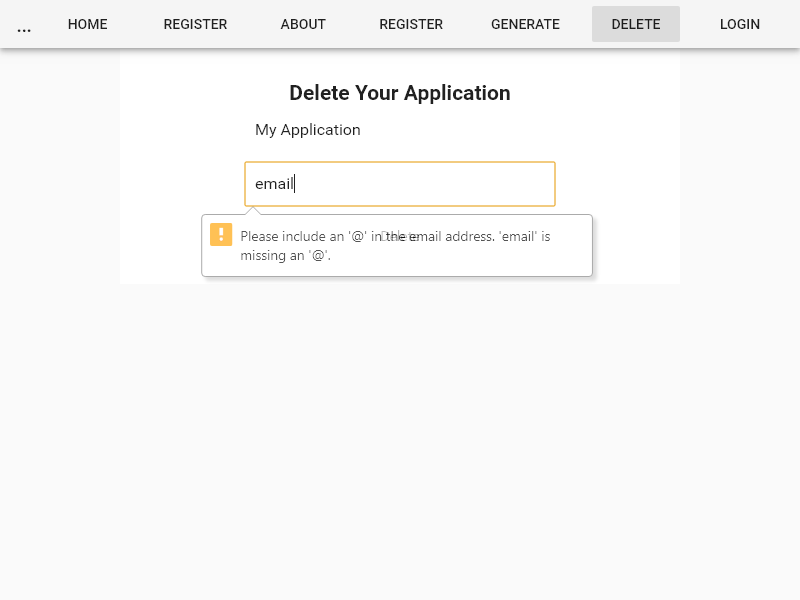 ... HOME REGISTER ABOUT REGISTER GENERATE DELETE LOGIN
Delete Your Application
My Application
email
Please include an '@' in the email address. 'email' is
missing an '@'.